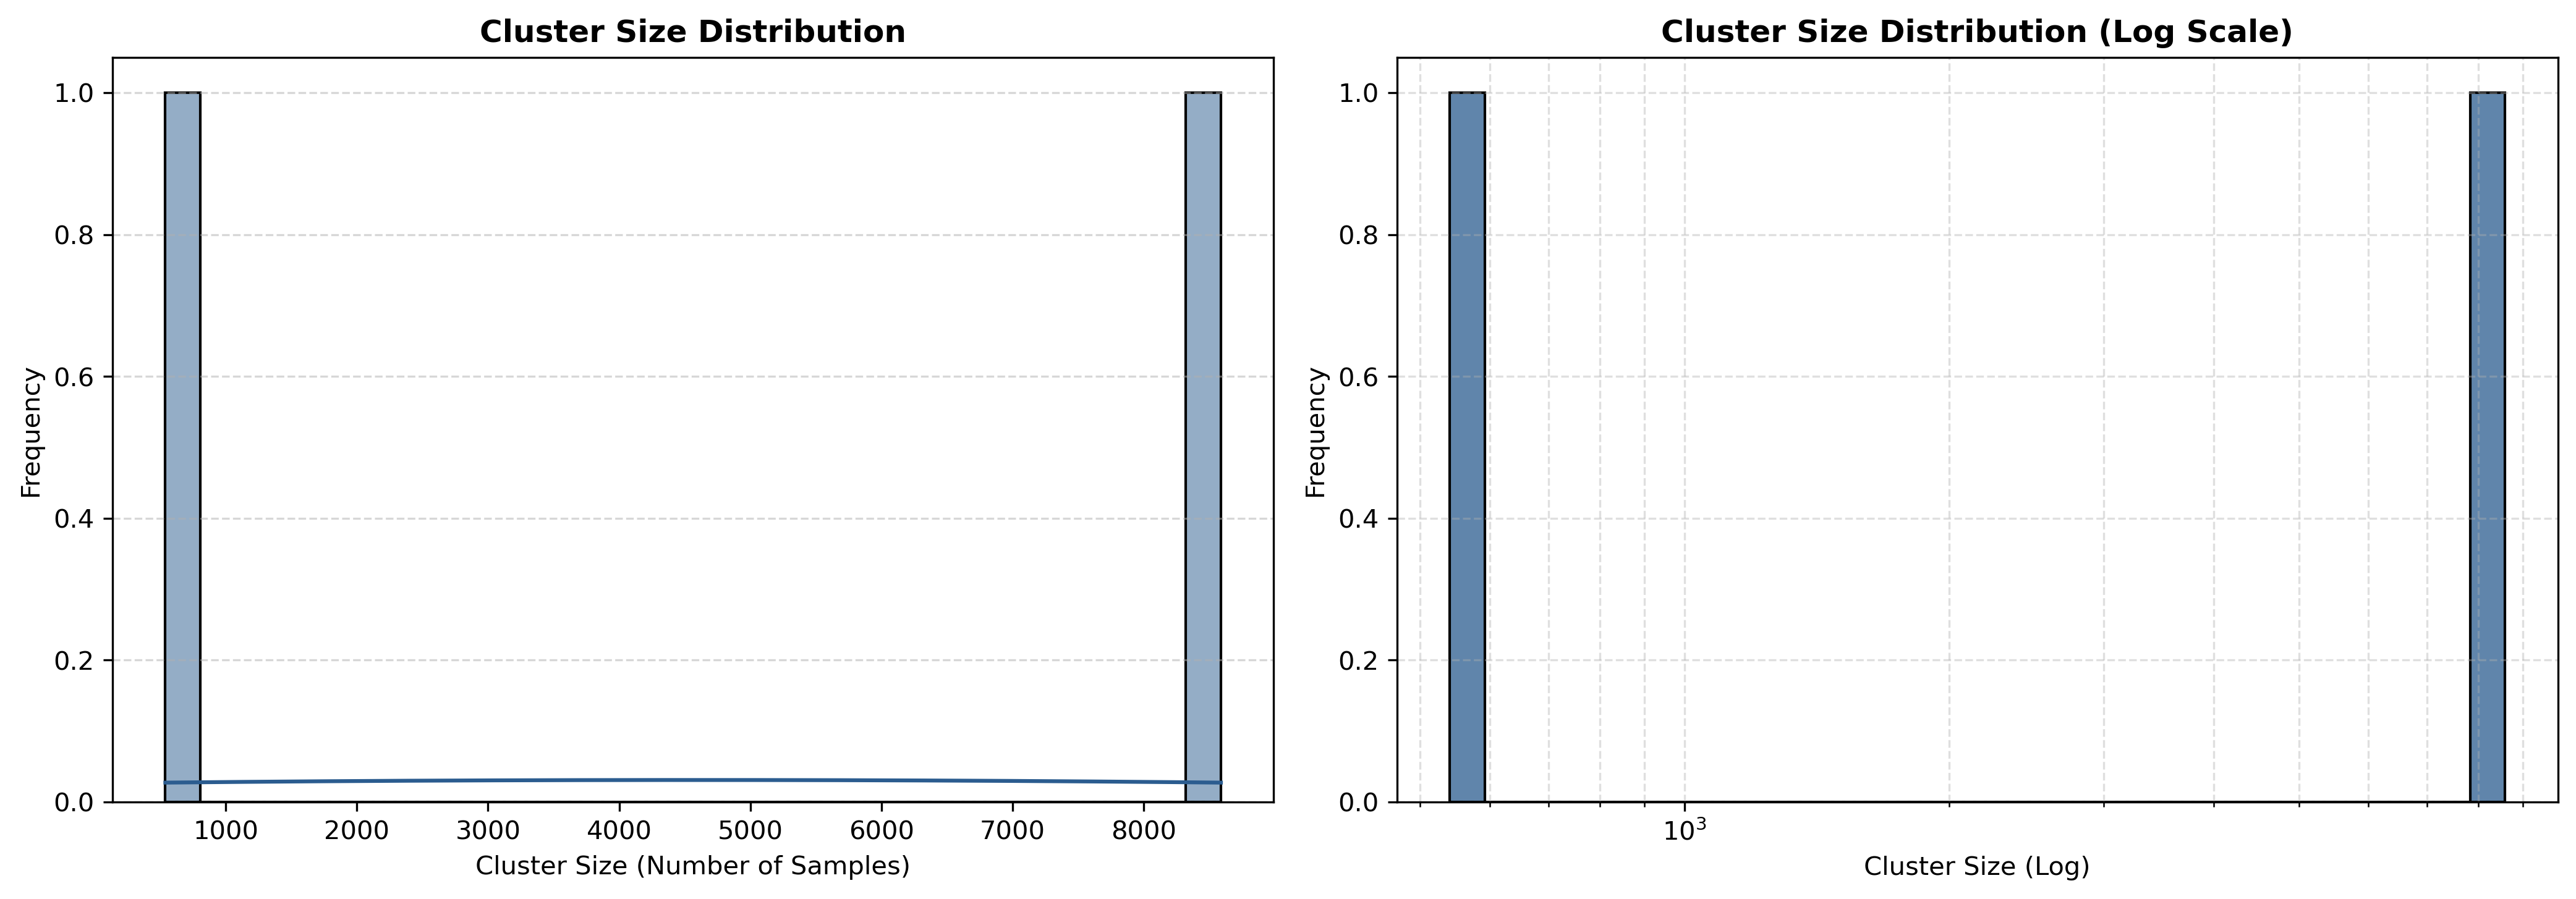 Cluster Size Distribution
1.0
0.8
0.6
0.4
0.2
0.0
Frequency
1000 2000 3000 4000 5000 6000 7000 8000
Cluster Size (Number of Samples)
Cluster Size Distribution (Log Scale)
1.0
0.8
0.6
0.4
0.2
0.0
Frequency
10³
Cluster Size (Log)